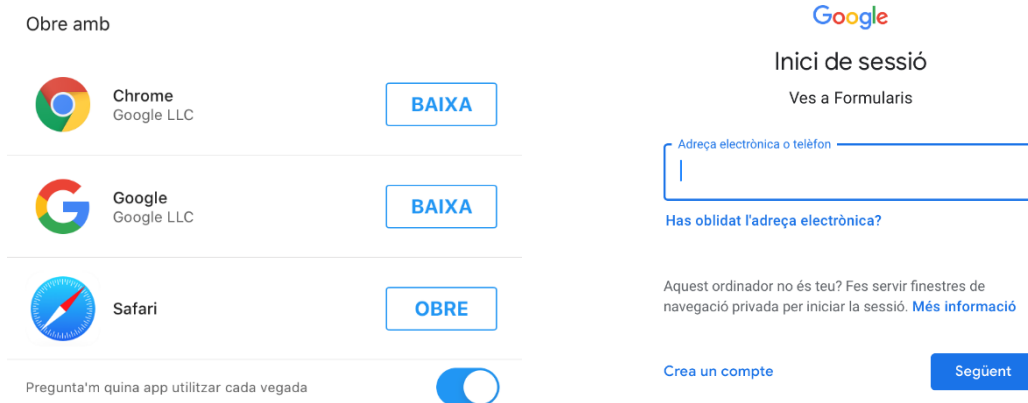 Obre amb
Chrome
Google LLC
BAIXA
Google
Google LLC
BAIXA
Safari
OBRE
Pregunta'm quina app utilitzar cada vegada
Google
Inici de sessió
Ves a Formularis
Adreça electrònica o telèfon
Has oblidat l'adreça electrònica?
Aquest ordinador no és teu? Fes servir finestres de
navegació privada per iniciar la sessió. Més informació
Crea un compte
Següent